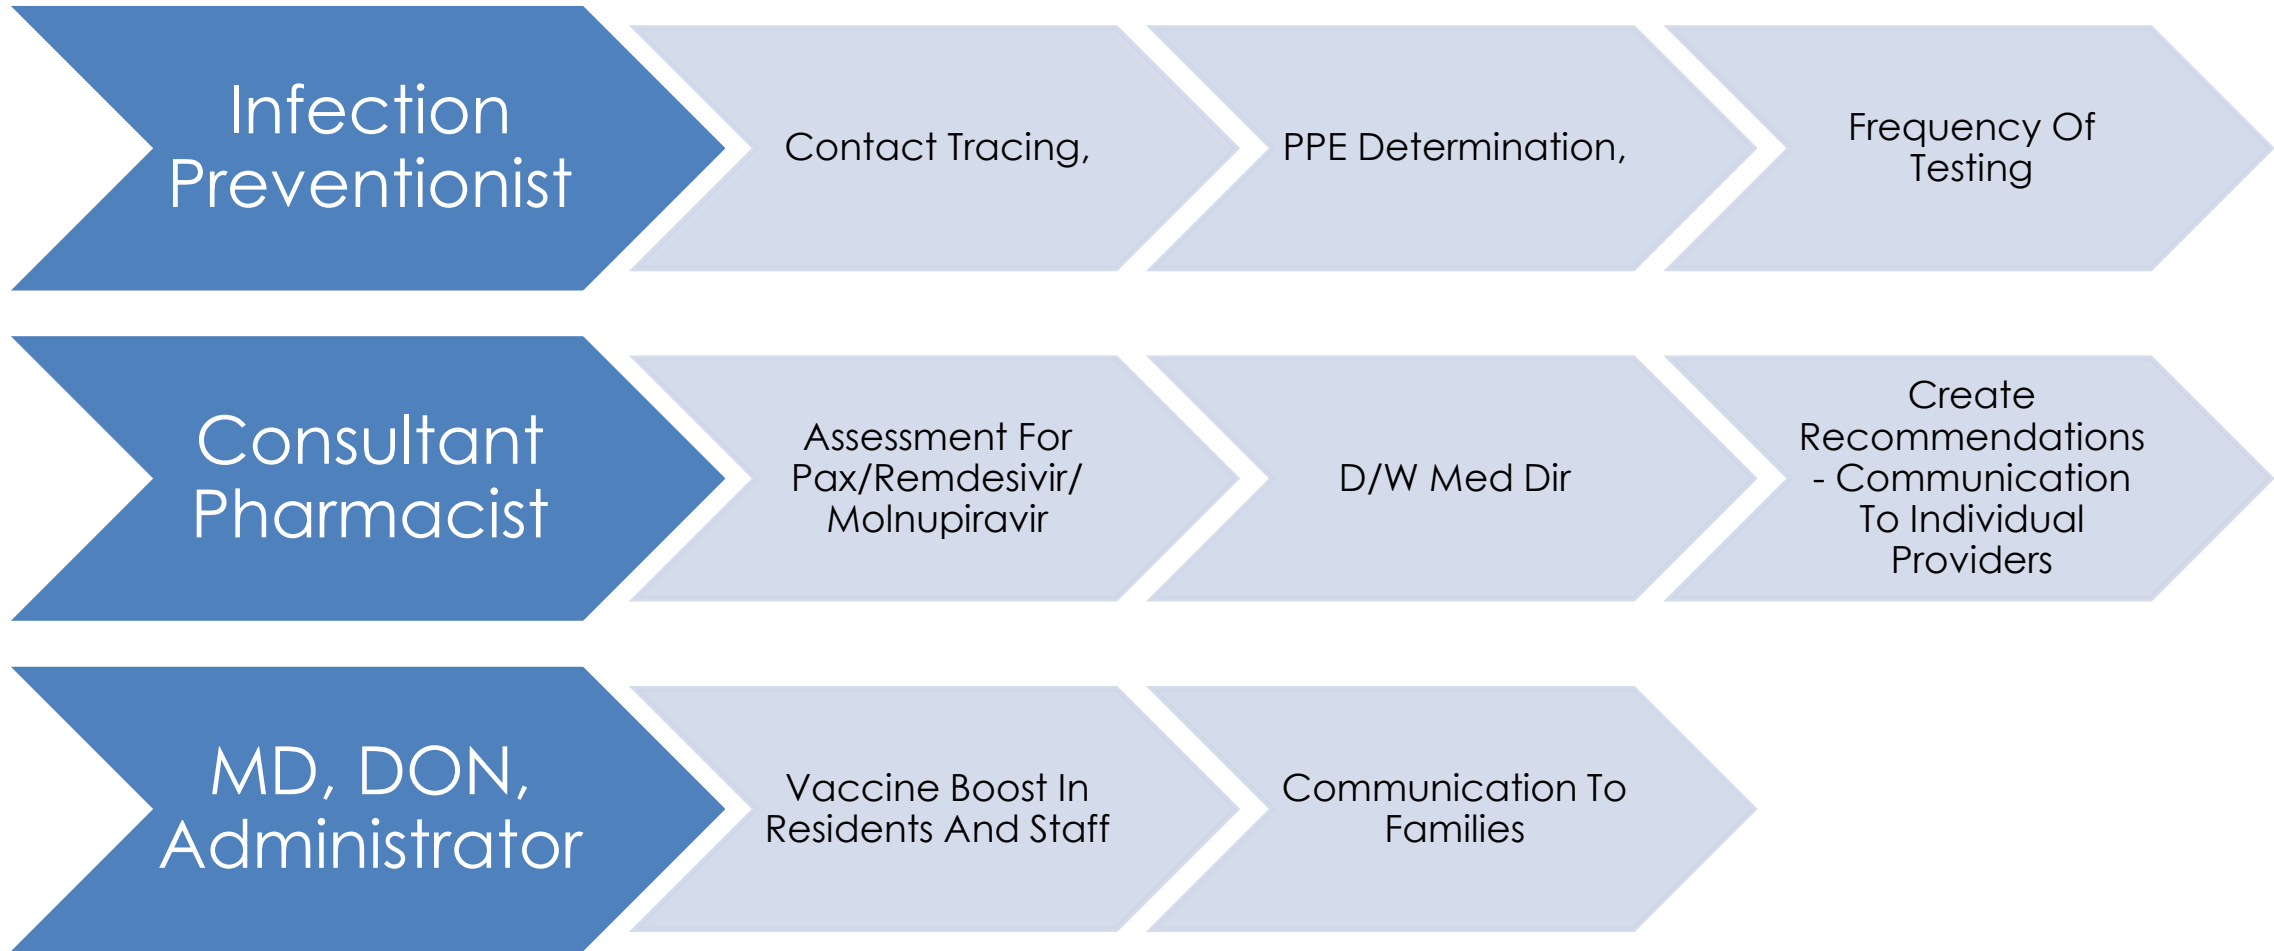 Infection
Preventionist
Contact Tracing,
PPE Determination,
Frequency Of
Testing
Consultant
Pharmacist
Assessment For
Pax/Remdesivir/
Molnupiravir
D/W Med Dir
Create
Recommendations
- Communication
To Individual
Providers
MD, DON,
Administrator
Vaccine Boost In
Residents And Staff
Communication To
Families